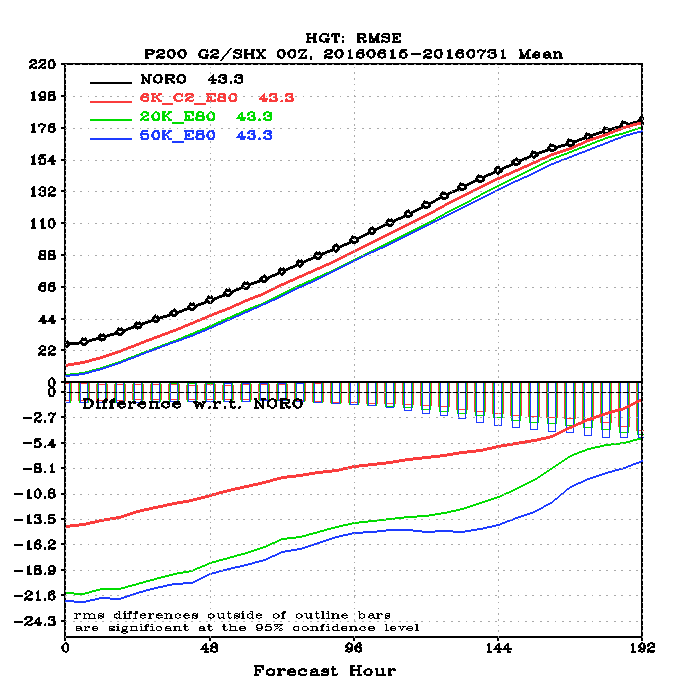 HGT: RMSE
P200 G2/SHX 00Z, 20160615-20160731 Mean
220
NORO 43.3
198
6K_C2_E80 43.3
20K_E80 43.3
176
50K_E80 43.3
154
132
110
88
66
44
22
0
0
Difference w.r.t. NORO
-2.7
-5.4
-8.1
-10.8
-13.5
-16.2
-18.9
-21.6
rms differences outside of outline bars
-24.3
are significant at the 95% confidence level
0 48 96 144 192
Forecast Hour